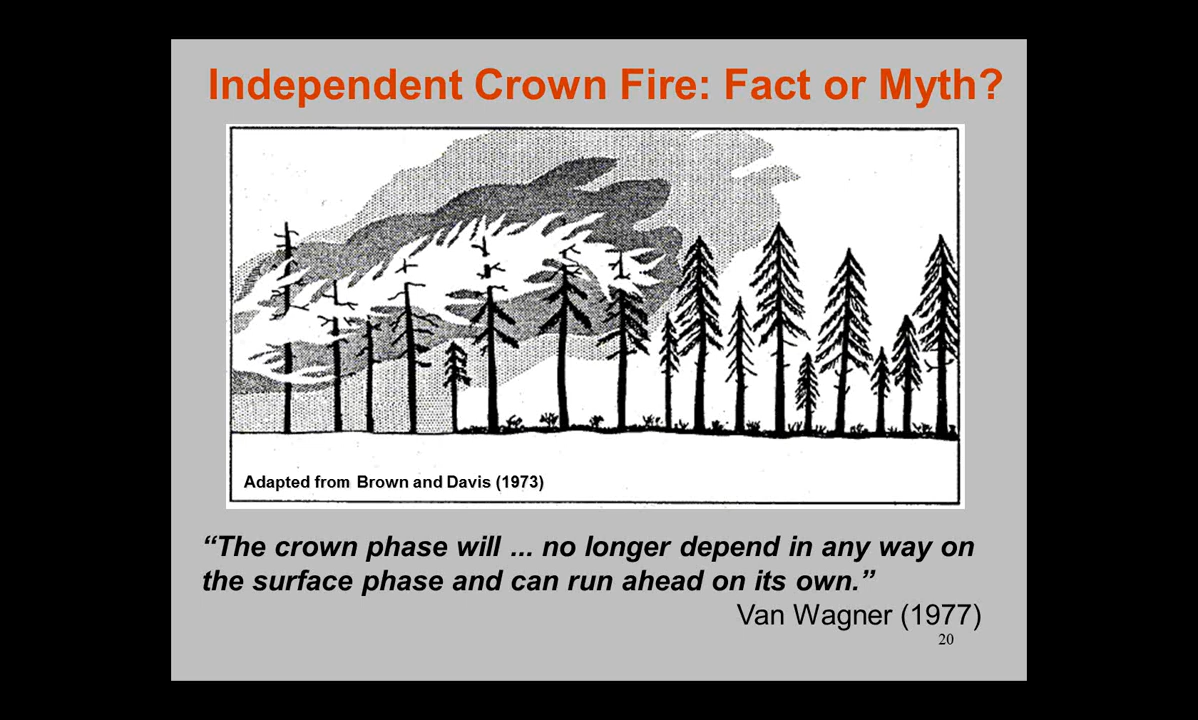 Independent Crown Fire: Fact or Myth?
Adapted from Brown and Davis (1973)
“The crown phase will ... no longer depend in any way on
the surface phase and can run ahead on its own.”
Van Wagner (1977)
20